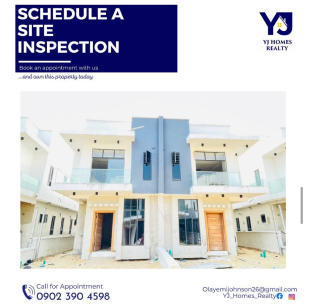 SCHEDULE A
SITE
INSPECTION
Book an appointment with us
...and own this property today
YJ
YJ HOMES
REALTY
Call for Appointment
0902 390 4598
Olayemijohnson26@gmail.com
YJ_Homes_Realty